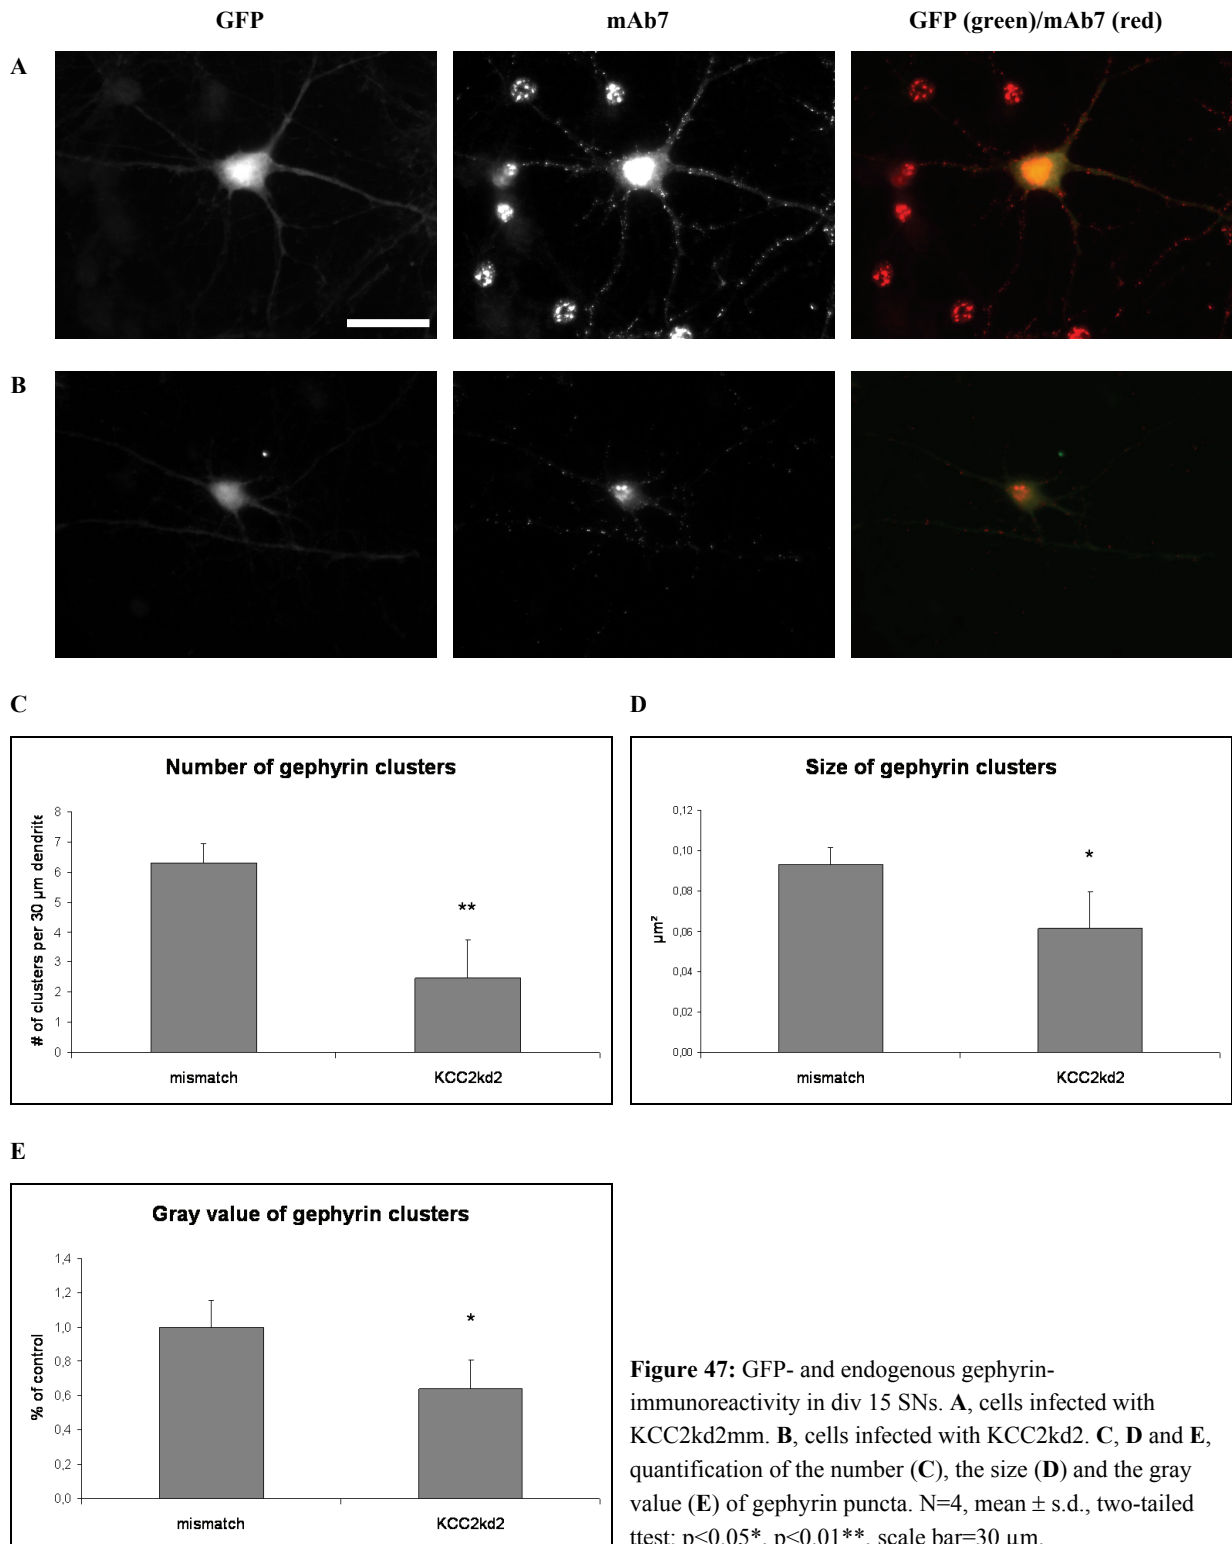 GFP mAb7 GFP (green)/mAb7 (red)
A
B
C
D
Number of gephyrin clusters
# of clusters per 30 µm dendrite
8
7
6
5
4
3
2
1
0
**
mismatch KCC2kd2
Size of gephyrin clusters
µm²
0,12
0,10
0,08
0,06
0,04
0,02
0,00
*
mismatch KCC2kd2
E
Gray value of gephyrin clusters
% of control
1,4
1,2
1,0
0,8
0,6
0,4
0,2
0,0
*
mismatch KCC2kd2
Figure 47: GFP- and endogenous gephyrin-
immunoreactivity in div 15 SNs. A, cells infected with
KCC2kd2mm. B, cells infected with KCC2kd2. C, D and E,
quantification of the number (C), the size (D) and the gray
value (E) of gephyrin puncta. N=4, mean ± s.d., two-tailed
ttest: p<0.05*, p<0.01**, scale bar=30 µm.